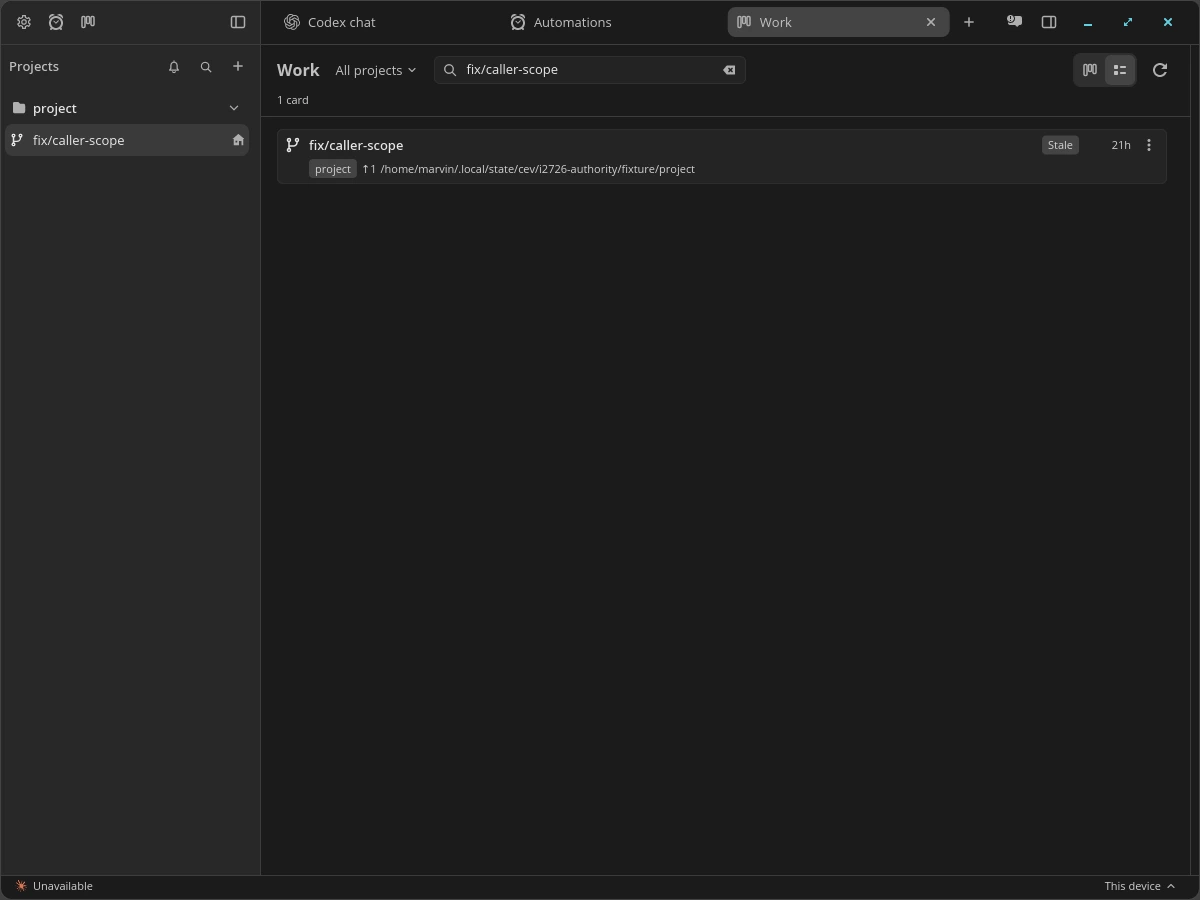 Codex chat
Automations
Work
Projects
project
fix/caller-scope
Work
All projects
fix/caller-scope
1 card
fix/caller-scope
Stale
21h
project ↑1 /home/marvin/.local/state/cev/i2726-authority/fixture/project
Unavailable
This device